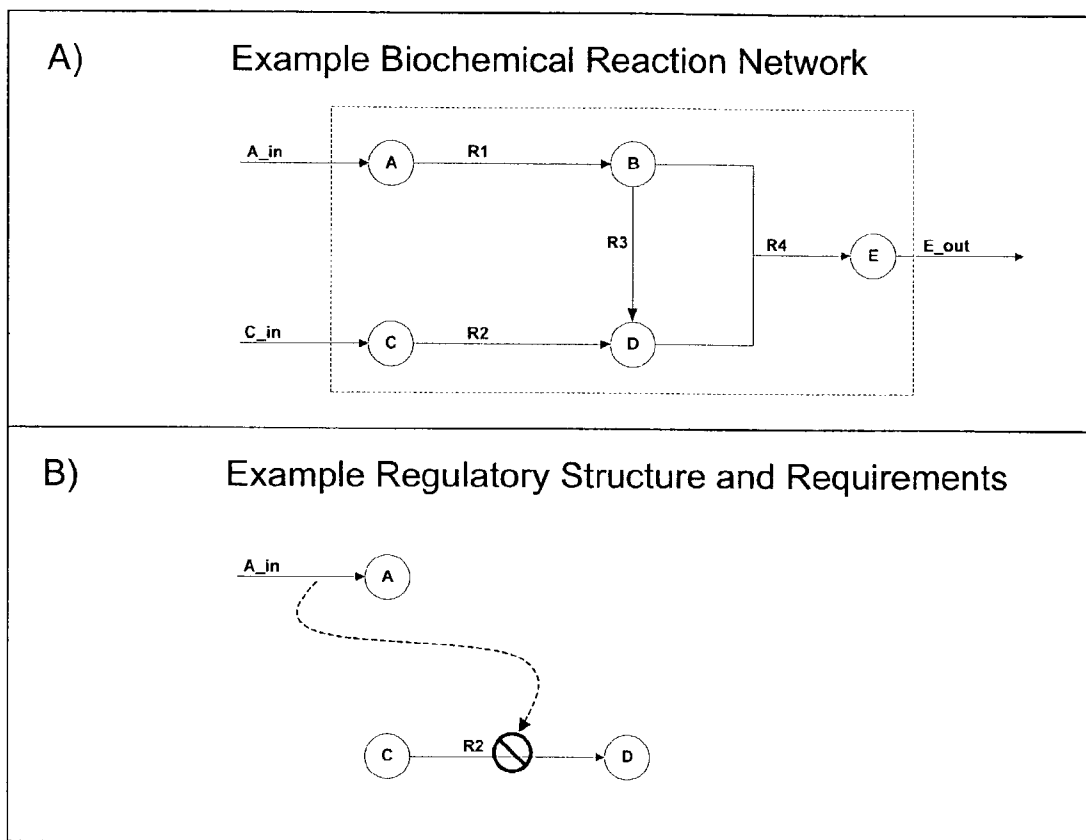 A) Example Biochemical Reaction Network
A_in A R1 B
R3 R4 E E_out
C_in C R2 D
B) Example Regulatory Structure and Requirements
A_in A
C R2 D